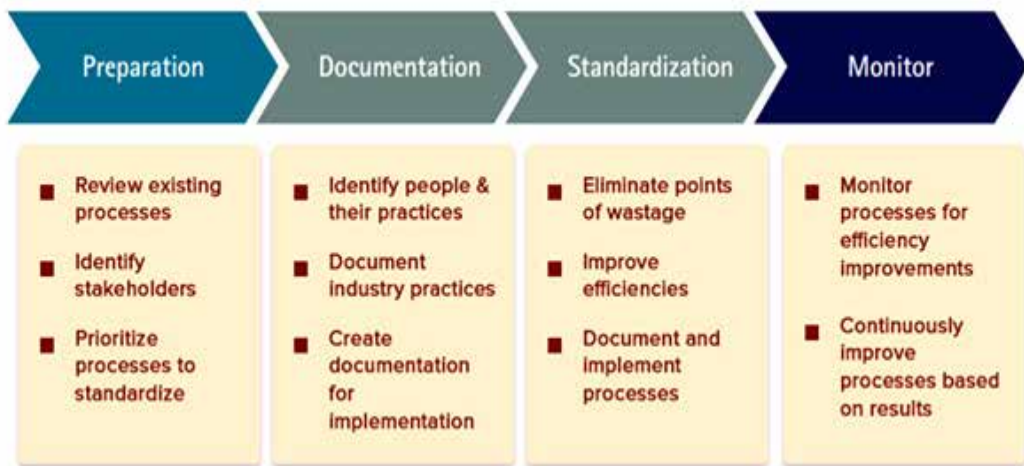 Preparation
Documentation
Standardization
Monitor
Review existing
processes
Identify
stakeholders
Prioritize
processes to
standardize
Identify people &
their practices
Document
industry practices
Create
documentation
for
implementation
Eliminate points
of wastage
Improve
efficiencies
Document and
implement
processes
Monitor
processes for
efficiency
improvements
Continuously
improve
processes based
on results